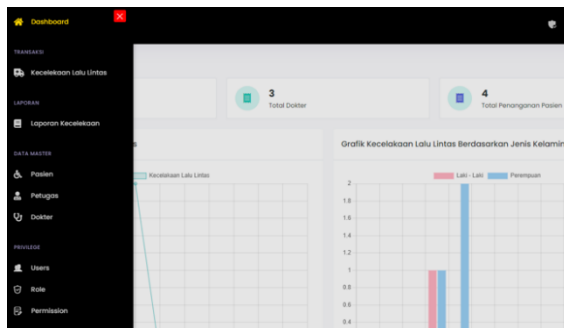 Dashboard
TRANSAKSI
Kecelekaan Lalu Lintas
LAPORAN
Laporan Kecelekaan
DATA MASTER
Pasien
Petugas
Dokter
PRIVILEGE
Users
Role
Permission
3
Total Dokter
4
Total Penanganan Pasien
s
Kecelakaan Lalu Lintas
Grafik Kecelakaan Lalu Lintas Berdasarkan Jenis Kelamin
Laki - Laki
Perempuan
2
1.8
1.6
1.4
1.2
1
0.8
0.6
0.4